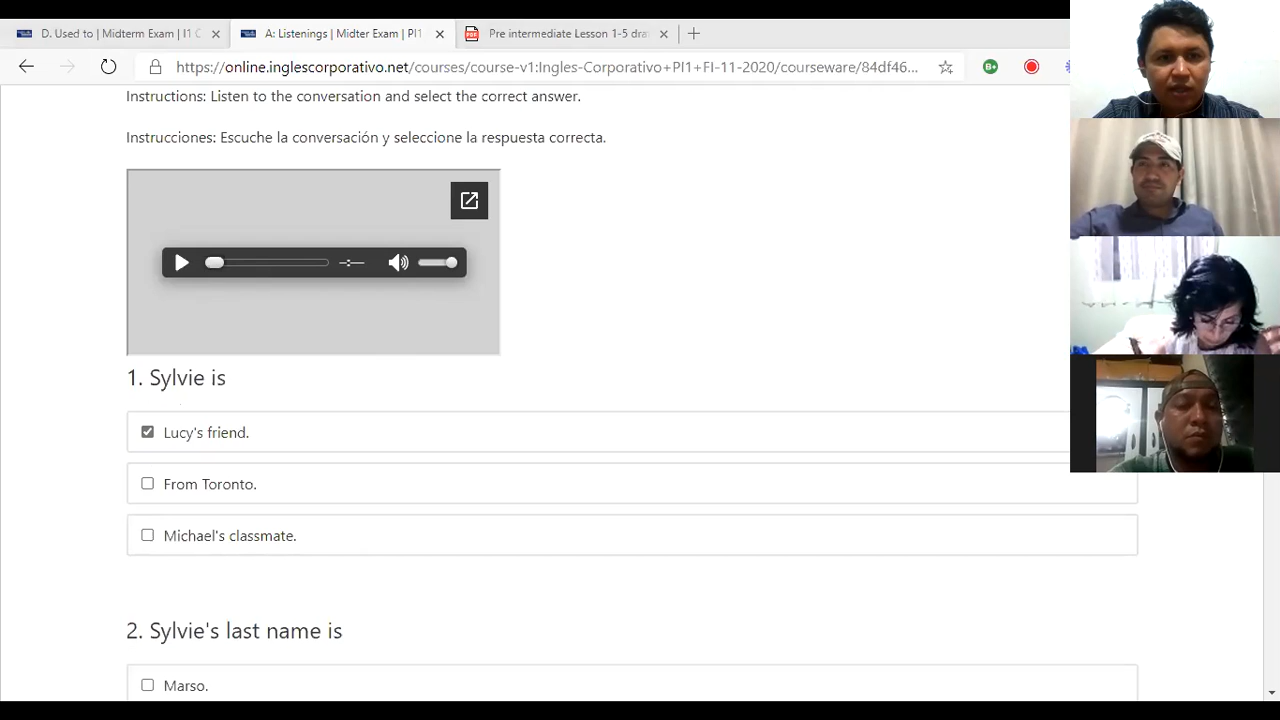 D. Used to | Midterm Exam | I1 C
A: Listenings | Midter Exam | PI1
Pre intermediate Lesson 1-5 dra
https://online.inglescorporativo.net/courses/course-v1:Ingles-Corporativo+PI1+FI-11-2020/courseware/84df46...
Instructions: Listen to the conversation and select the correct answer.
Instrucciones: Escuche la conversación y seleccione la respuesta correcta.
1. Sylvie is
Lucy's friend.
From Toronto.
Michael's classmate.
2. Sylvie's last name is
Marso.